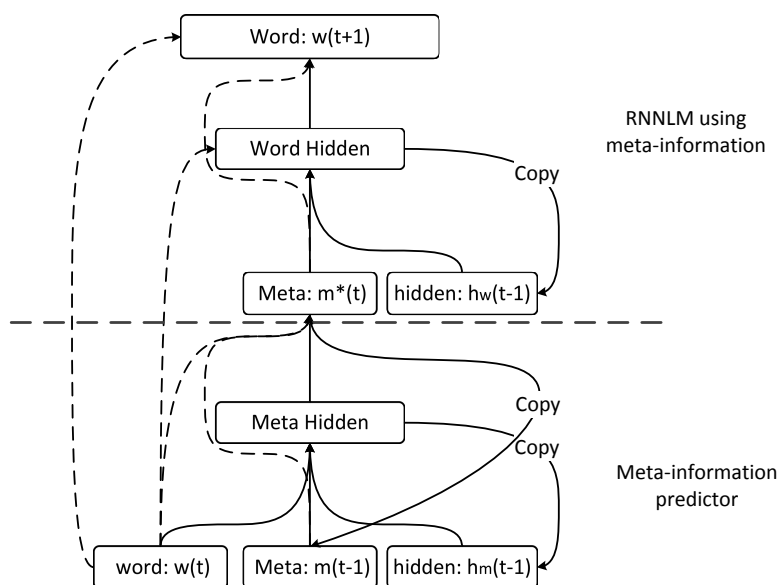 Word: w(t+1)
Word Hidden
RNNLM using
meta-information
Copy
Meta: m*(t)
hidden: hw(t-1)
Copy
Meta Hidden
Copy
Meta-information
predictor
word: w(t)
Meta: m(t-1)
hidden: hm(t-1)